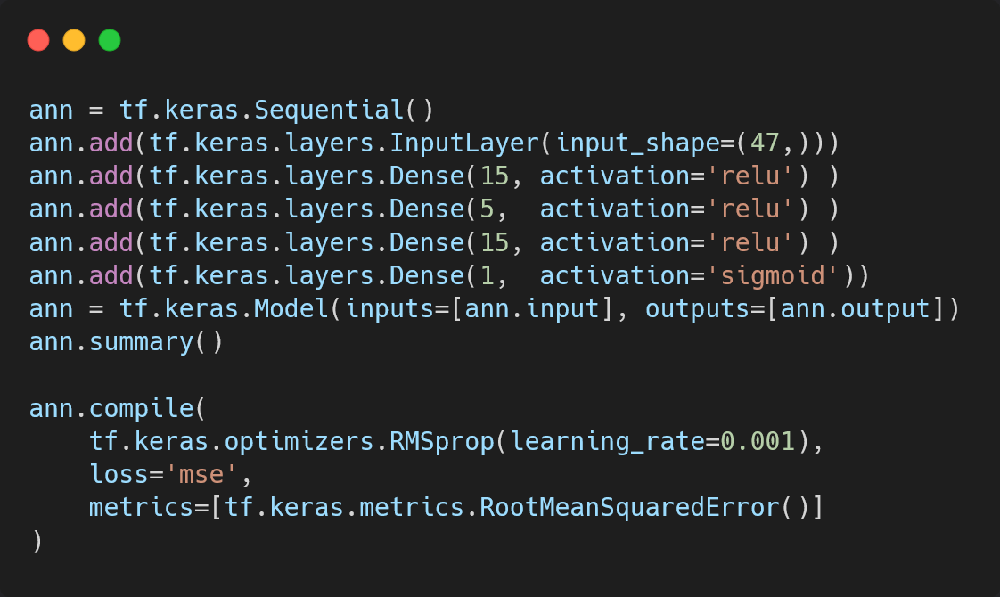 ann = tf.keras.Sequential()
ann.add(tf.keras.layers.InputLayer(input_shape=(47,)))
ann.add(tf.keras.layers.Dense(15, activation='relu') )
ann.add(tf.keras.layers.Dense(5,  activation='relu') )
ann.add(tf.keras.layers.Dense(15, activation='relu') )
ann.add(tf.keras.layers.Dense(1,  activation='sigmoid'))
ann = tf.keras.Model(inputs=[ann.input], outputs=[ann.output])
ann.summary()

ann.compile(
    tf.keras.optimizers.RMSprop(learning_rate=0.001),
    loss='mse',
    metrics=[tf.keras.metrics.RootMeanSquaredError()]
)